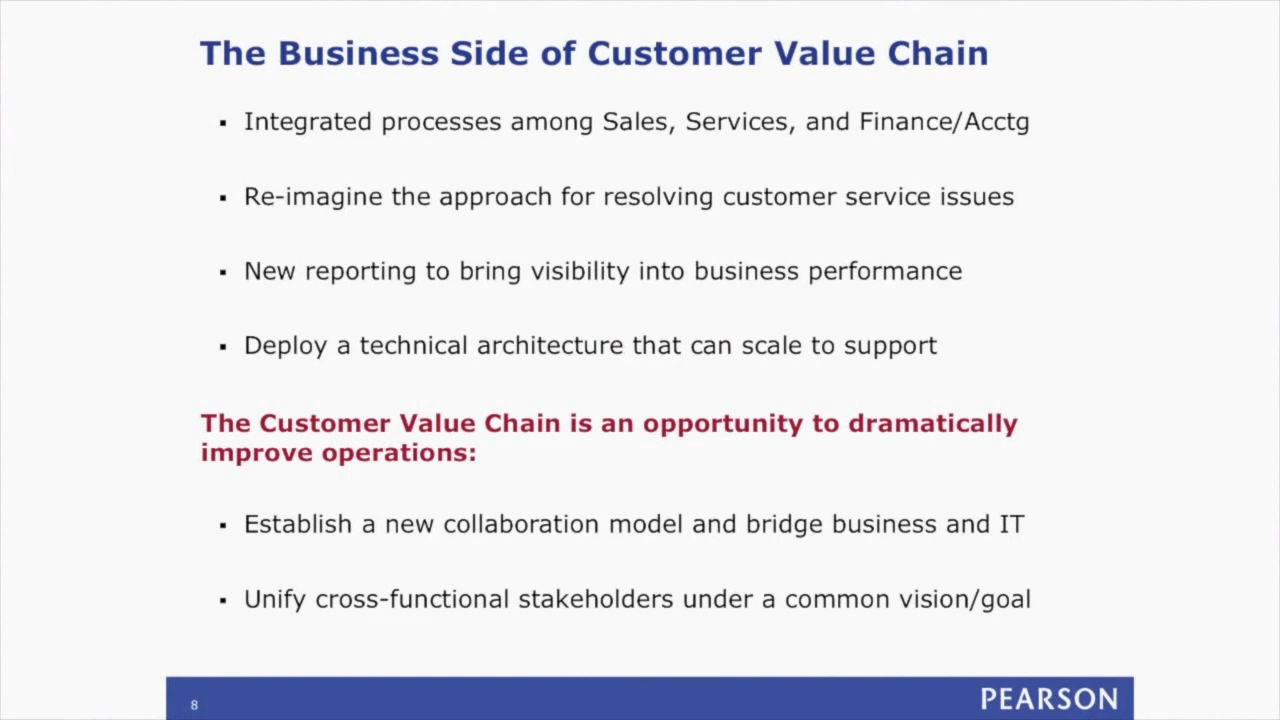 The Business Side of Customer Value Chain
▪ Integrated processes among Sales, Services, and Finance/Acctg
▪ Re-imagine the approach for resolving customer service issues
▪ New reporting to bring visibility into business performance
▪ Deploy a technical architecture that can scale to support
The Customer Value Chain is an opportunity to dramatically
improve operations:
▪ Establish a new collaboration model and bridge business and IT
▪ Unify cross-functional stakeholders under a common vision/goal
8
PEARSON